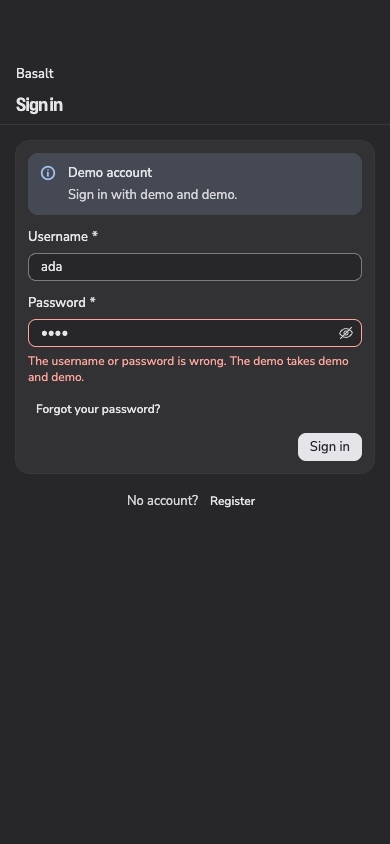 Basalt
Sign in
Demo account
Sign in with demo and demo.
Username *
ada
Password *
••••
The username or password is wrong. The demo takes demo
and demo.
Forgot your password?
Sign in
No account? Register